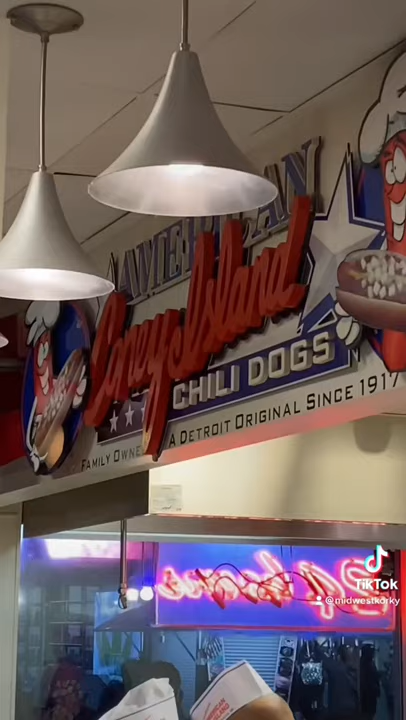 AMERICAN
Coney Island
CHILI DOGS
FAMILY OWNED
A DETROIT ORIGINAL SINCE 1917
TikTok
@midwestkorky